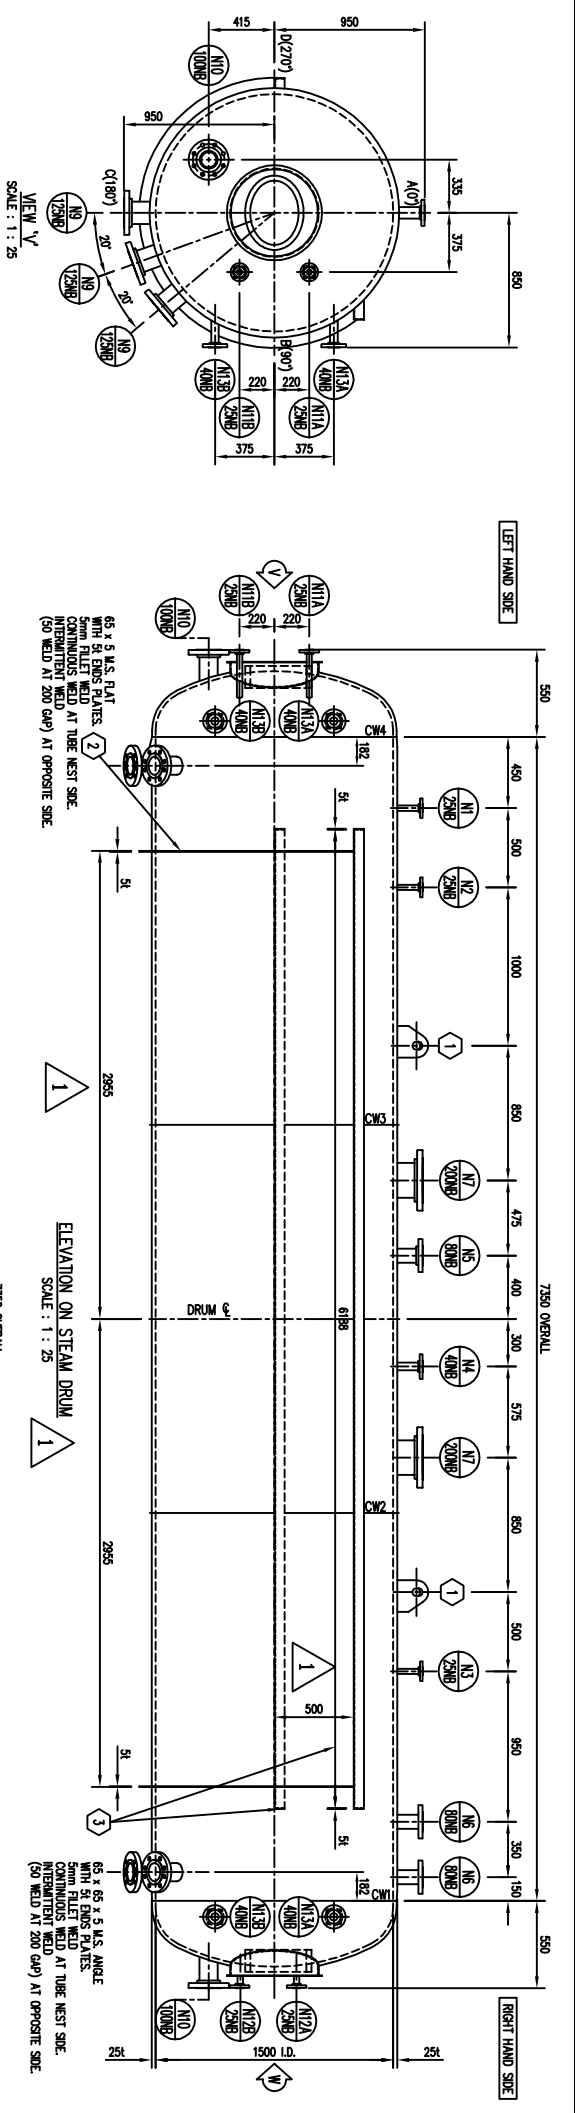 LEFT HAND SIDE
RIGHT HAND SIDE
7350 OVERALL
550
450
500
1000
850
475
400
300
575
850
500
950
350
150
550
N1
25NB
N2
25NB
1
N7
200NB
N5
80NB
N4
40NB
N7
200NB
1
N3
25NB
N6
80NB
N6
80NB
CW4
CW3
CW2
CW1
182
182
N11A
25NB
N11B
25NB
220
220
V
N13A
40NB
N13B
40NB
N10
100NB
5t
6188
5t
1
500
DRUM ℄
N13A
40NB
N13B
40NB
N12A
25NB
N12B
25NB
N10
100NB
25t
1500 I.D.
25t
W
2
5t
2955
2955
5t
3
65 x 5 M.S. FLAT
WITH 5t ENDS PLATES.
5mm FILLET WELD
CONTINUOUS WELD AT TUBE NEST SIDE.
INTERMITTENT WELD
(50 WELD AT 200 GAP) AT OPPOSITE SIDE.
65 x 65 x 5 M.S. ANGLE
WITH 5t ENDS PLATES.
5mm FILLET WELD
CONTINUOUS WELD AT TUBE NEST SIDE.
INTERMITTENT WELD
(50 WELD AT 200 GAP) AT OPPOSITE SIDE.
1
ELEVATION ON STEAM DRUM
SCALE : 1 : 25
1
950
415
950
335
375
850
A(0°)
B(90°)
C(180°)
D(270°)
N10
100NB
N9
125NB
N9
125NB
N9
125NB
20°
20°
N13A
40NB
N11A
25NB
N11B
25NB
N13B
40NB
220
220
375
375
VIEW 'V'
SCALE : 1 : 25